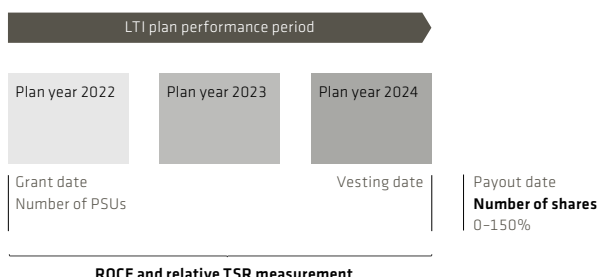 LTI plan performance period
Plan year 2022
Plan year 2023
Plan year 2024
Grant date
Number of PSUs
Vesting date
Payout date
Number of shares
0–150%
ROCE and relative TSR measurement